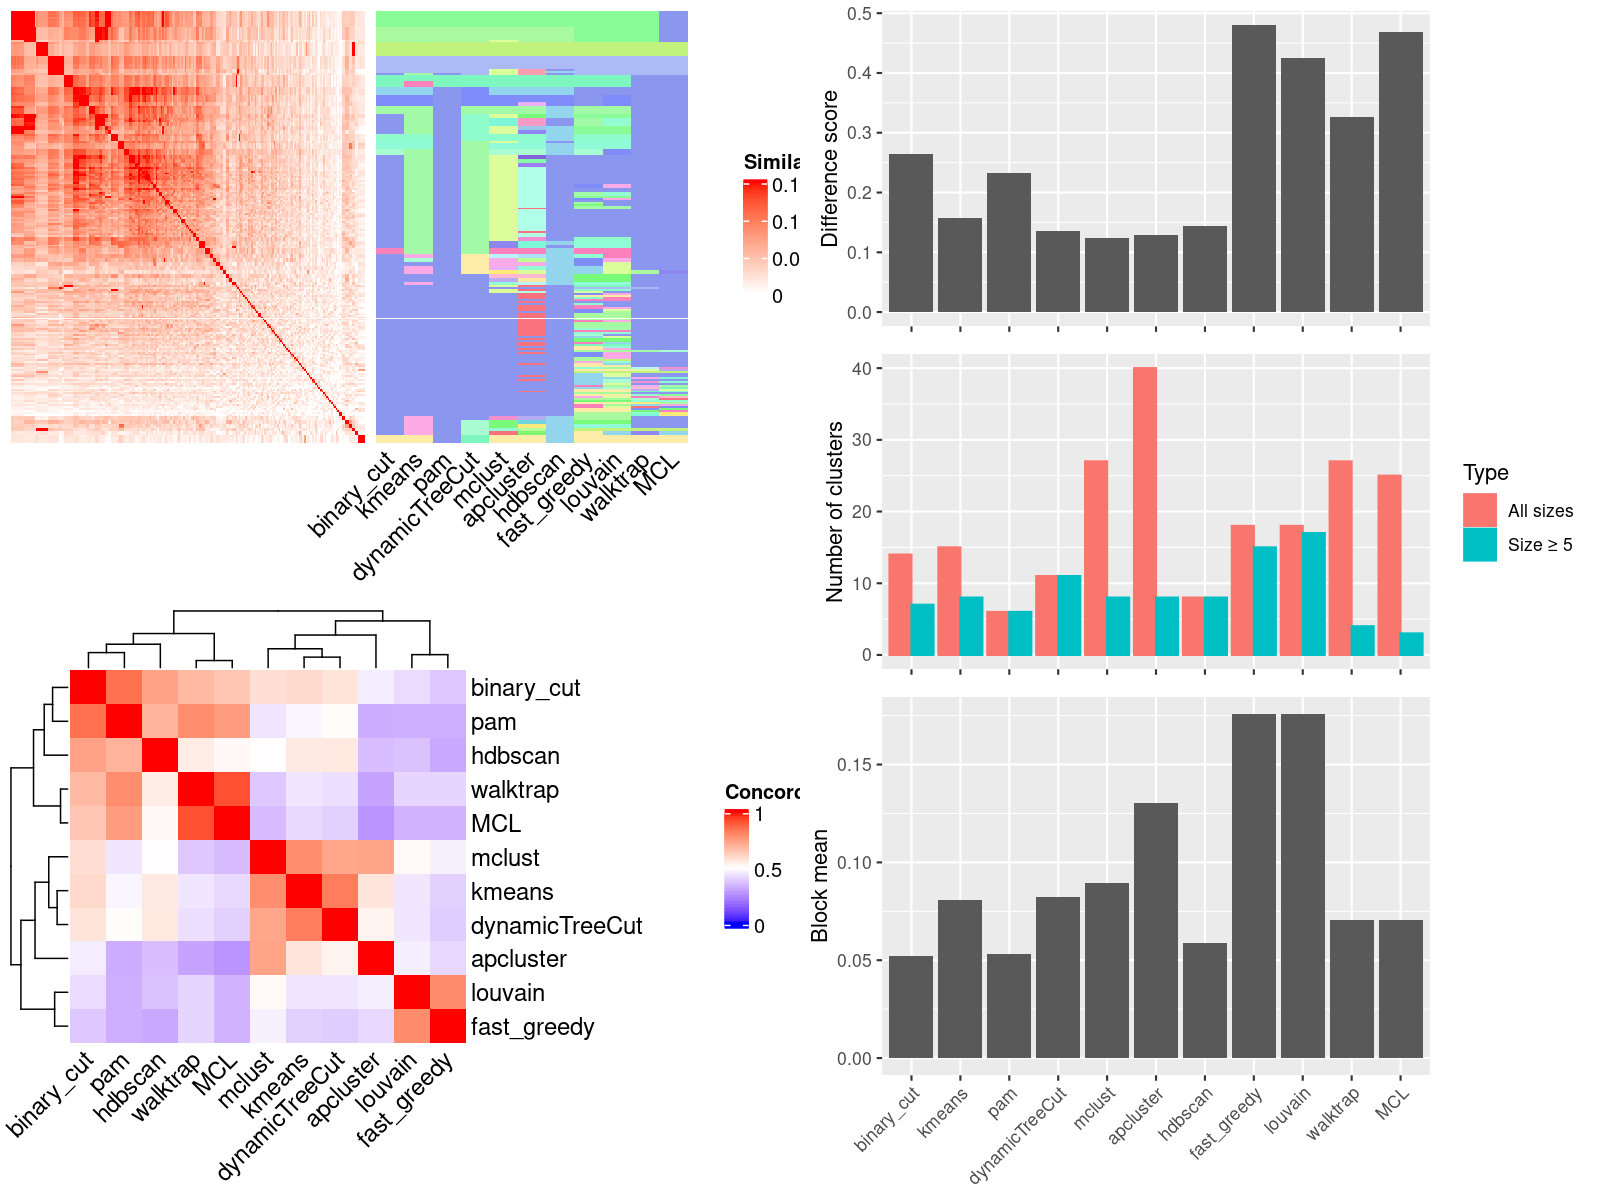 Simila
0.1
0.1
0.0
0
binary_cut
kmeans
pam
dynamicTreeCut
mclust
apcluster
hdbscan
fast_greedy
louvain
walktrap
MCL
binary_cut
pam
hdbscan
walktrap
MCL
mclust
kmeans
dynamicTreeCut
apcluster
louvain
fast_greedy
binary_cut
pam
hdbscan
walktrap
MCL
mclust
kmeans
dynamicTreeCut
apcluster
louvain
fast_greedy
Concord
1
0.5
0
Difference score
0.5
0.4
0.3
0.2
0.1
0.0
Number of clusters
40
30
20
10
0
Type
All sizes
Size ≥ 5
Block mean
0.15
0.10
0.05
0.00
binary_cut
kmeans
pam
dynamicTreeCut
mclust
apcluster
hdbscan
fast_greedy
louvain
walktrap
MCL